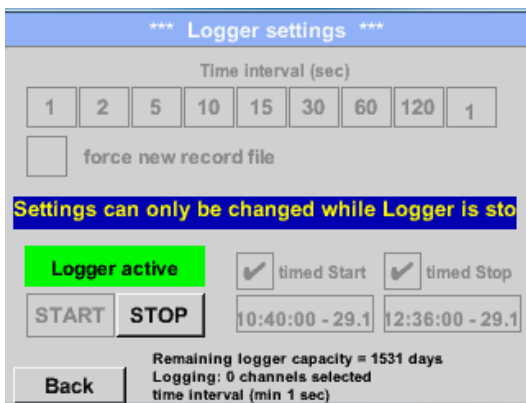 *** Logger settings ***
Time interval (sec)
1 2 5 10 15 30 60 120 1
force new record file
Settings can only be changed while Logger is sto
Logger active ✔ timed Start ✔ timed Stop
START STOP 10:40:00 - 29.1 12:36:00 - 29.1
Remaining logger capacity = 1531 days
Logging: 0 channels selected
time interval (min 1 sec)
Back